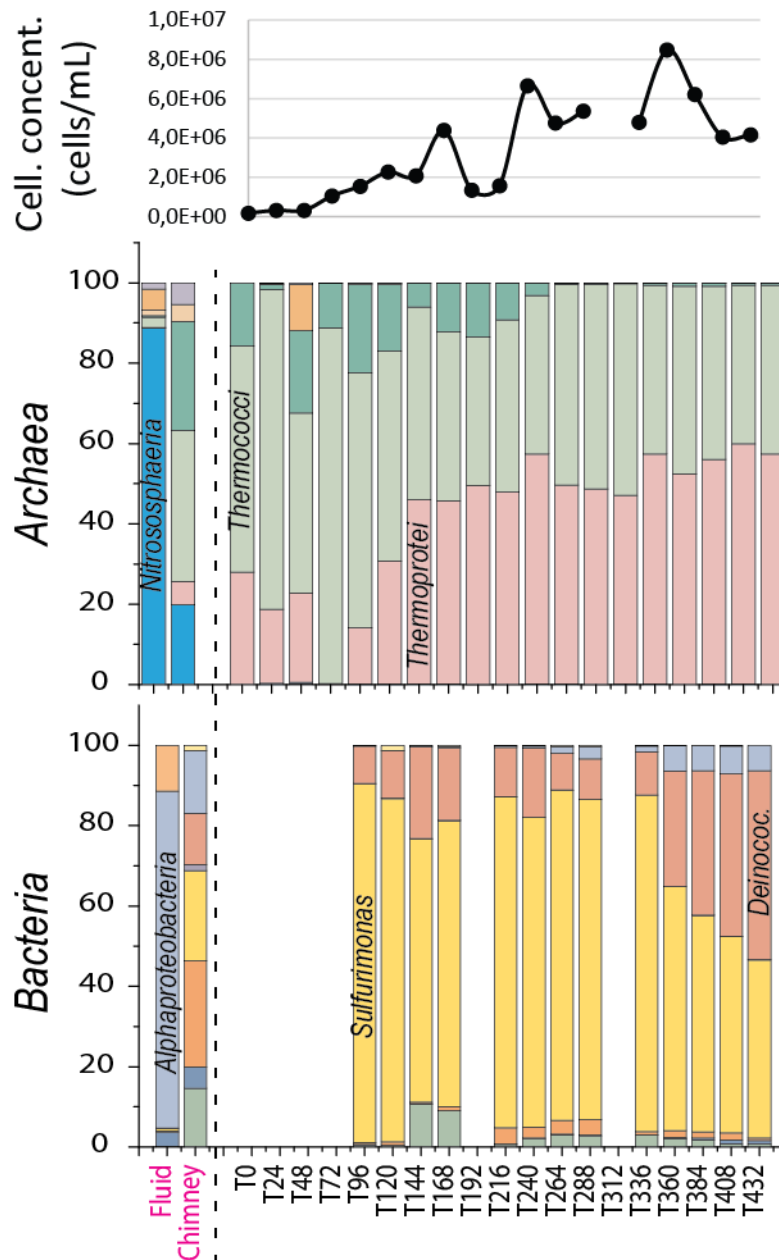 Cell. concent.
(cells/mL)
1,0E+07
8,0E+06
6,0E+06
4,0E+06
2,0E+06
0,0E+00
Archaea
100
80
60
40
20
0
Nitrososphaeria
Thermococci
Thermoprotei
Bacteria
100
80
60
40
20
0
Alphaproteobacteria
Sulfurimonas
Deinococ.
Fluid
Chimney
T0
T24
T48
T72
T96
T120
T144
T168
T192
T216
T240
T264
T288
T312
T336
T360
T384
T408
T432